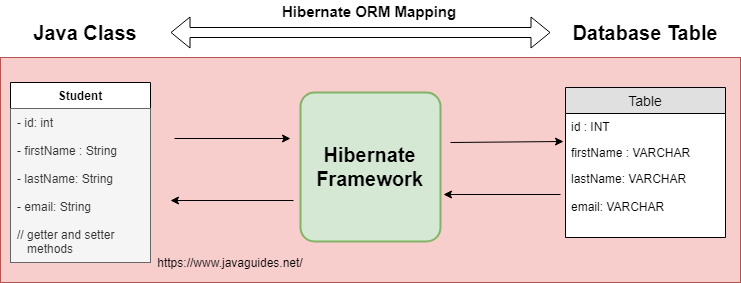 Hibernate ORM Mapping
Java Class
Database Table
Student
- id: int
- firstName : String
- lastName: String
- email: String
// getter and setter
methods
Hibernate
Framework
Table
id : INT
firstName : VARCHAR
lastName: VARCHAR
email: VARCHAR
https://www.javaguides.net/